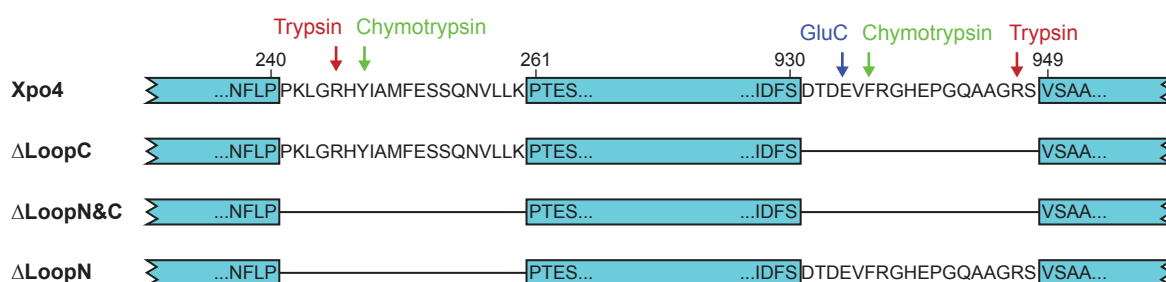 Trypsin Chymotrypsin GluC Chymotrypsin Trypsin
240 261 930 949
Xpo4 ...NFLP PKLGRHYIAMFESSQNVLLK PTES... ...IDFS DTDEVFRGHEPGQAAGRS VSAA...
ΔLoopC ...NFLP PKLGRHYIAMFESSQNVLLK PTES... ...IDFS VSAA...
ΔLoopN&C ...NFLP PTES... ...IDFS VSAA...
ΔLoopN ...NFLP PTES... ...IDFS DTDEVFRGHEPGQAAGRS VSAA...